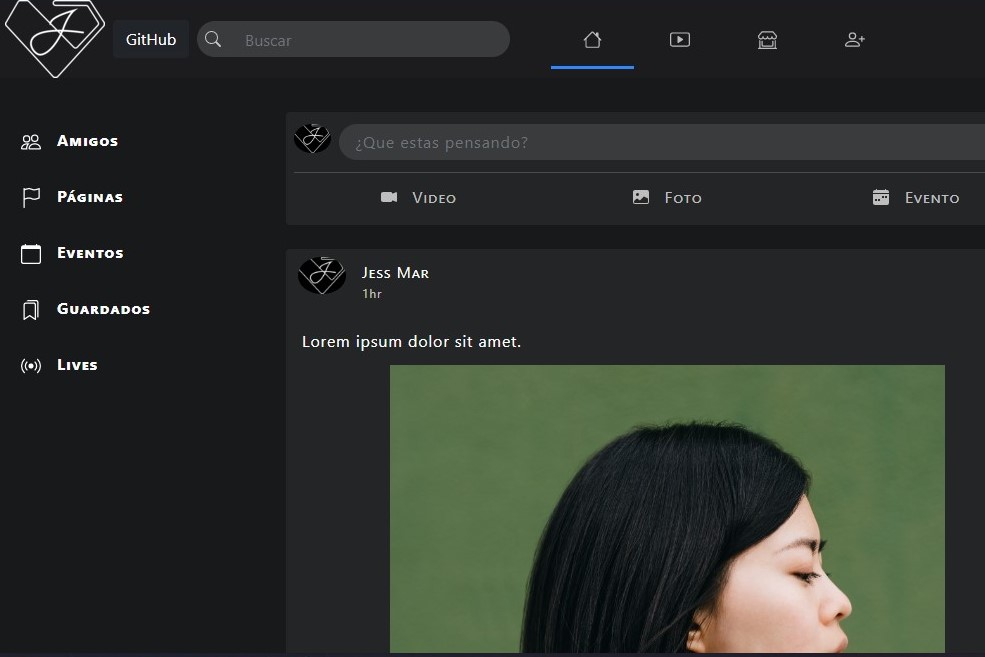 GitHub
Buscar
Amigos
Páginas
Eventos
Guardados
Lives
¿Que estas pensando?
Video
Foto
Evento
Jess Mar
1hr
Lorem ipsum dolor sit amet.